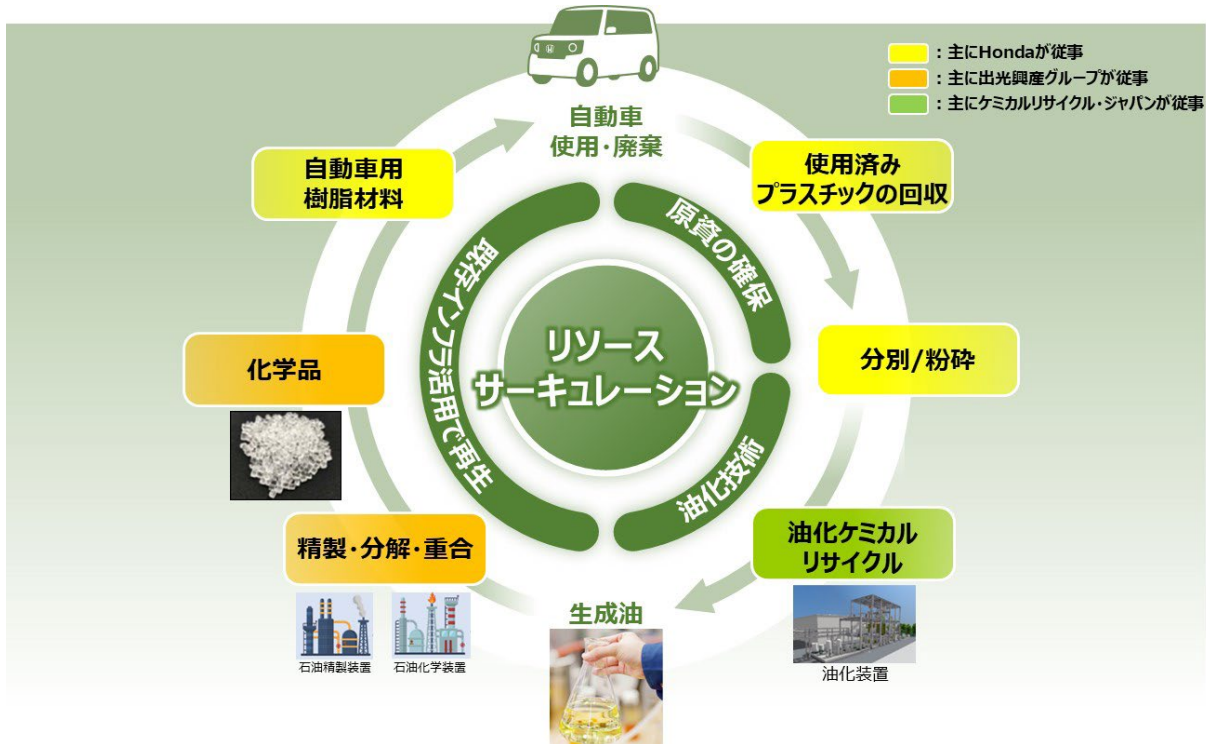 ：主にHondaが従事
：主に出光興産グループが従事
：主にケミカルリサイクル・ジャパンが従事
自動車
使用・廃棄
使用済み
プラスチックの回収
分別/粉砕
油化ケミカル
リサイクル
油化装置
生成油
精製・分解・重合
石油精製装置
石油化学装置
化学品
自動車用
樹脂材料
原資の確保
油化技術
既存インフラ活用で再生
リソース
サーキュレーション